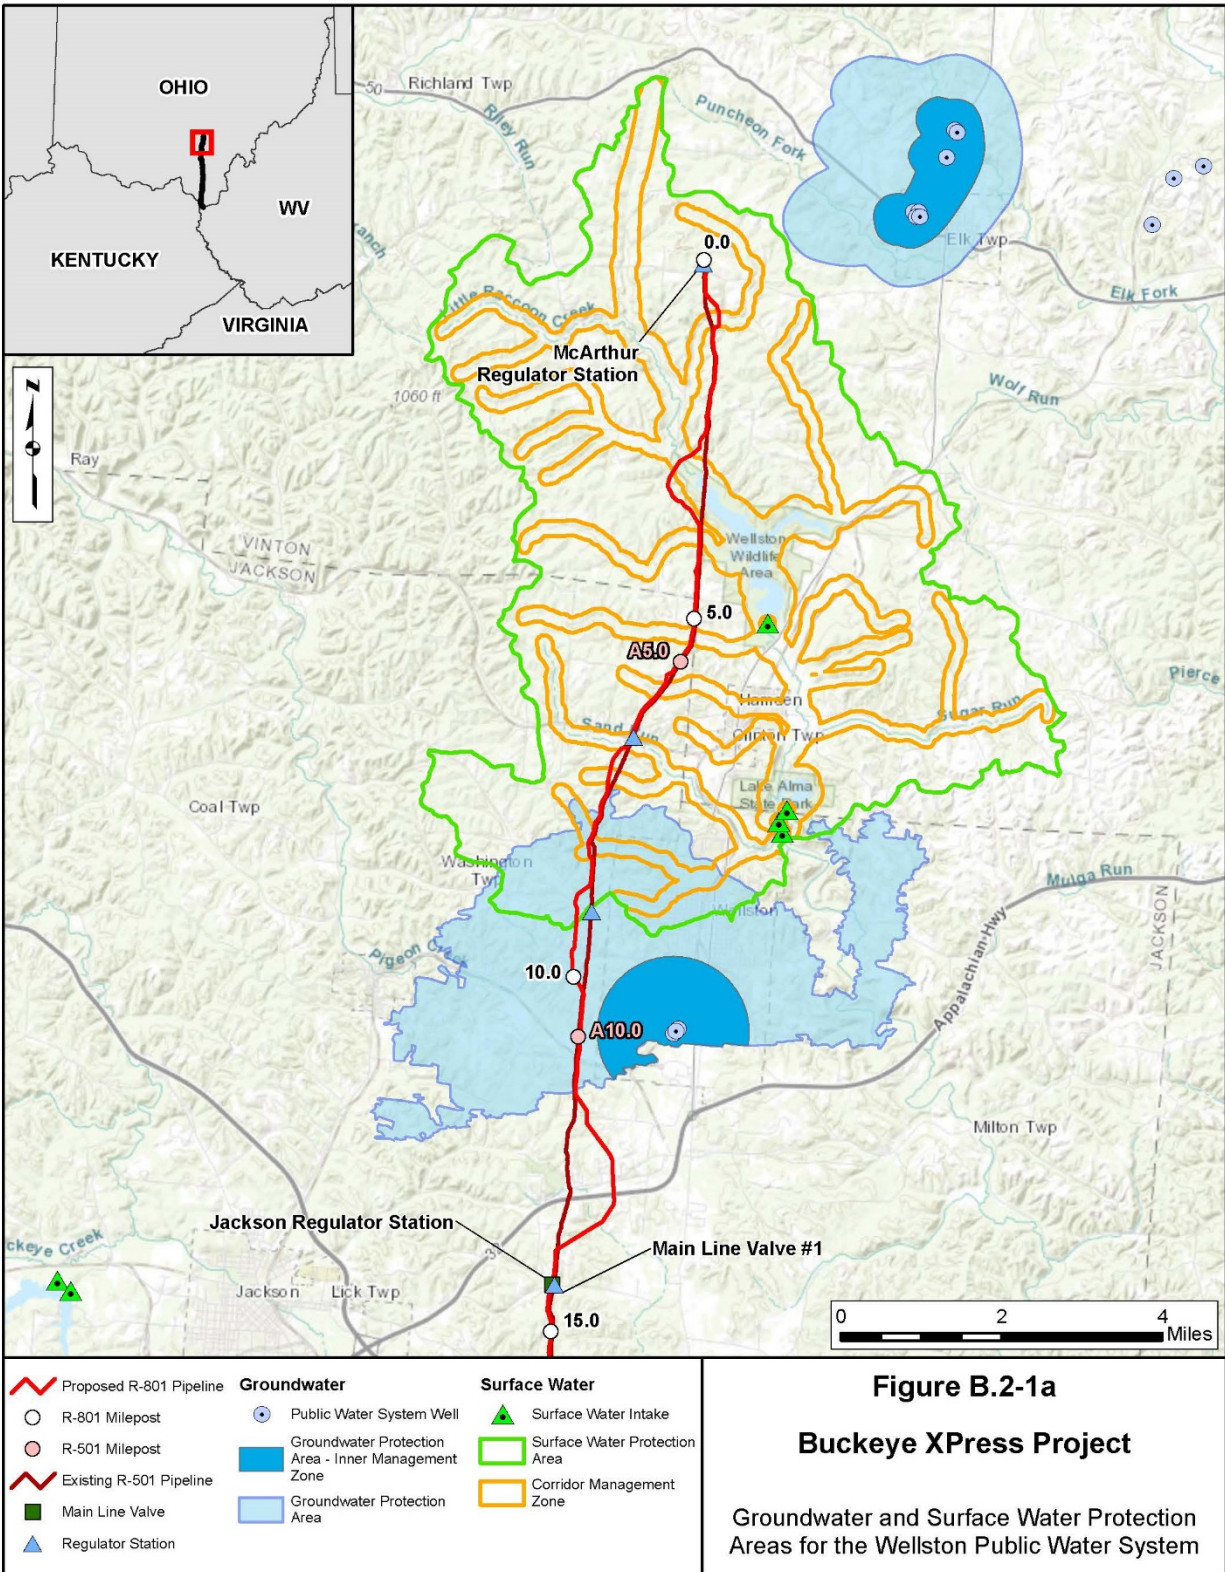 OHIO
WV
KENTUCKY
VIRGINIA
50
Richland Twp
Riley Run
Puncheon Fork
Elk Twp
Elk Fork
ranch
0.0
Little Raccoon Creek
McArthur
Regulator Station
1060 ft
Wolf Run
N
Ray
VINTON
JACKSON
Wellston
Wildlife
Area
5.0
A5.0
Pierce
Hamden
Sugar Run
Sand Run
Clinton Twp
Lake Alma
State Park
Coal Twp
Washington
Twp
Mulga Run
Wellston
JACKSON
Pigeon Creek
Appalachian Hwy
10.0
A10.0
Milton Twp
Jackson Regulator Station
ckeye Creek
Main Line Valve #1
Jackson
Lick Twp
15.0
0 4
Miles
Proposed R-801 Pipeline
R-801 Milepost
R-501 Milepost
Existing R-501 Pipeline
Main Line Valve
Regulator Station
Groundwater
Public Water System Well
Groundwater Protection
Area - Inner Management
Zone
Groundwater Protection
Area
Surface Water
Surface Water Intake
Surface Water Protection
Area
Corridor Management
Zone
Figure B.2-1a
Buckeye XPress Project
Groundwater and Surface Water Protection
Areas for the Wellston Public Water System